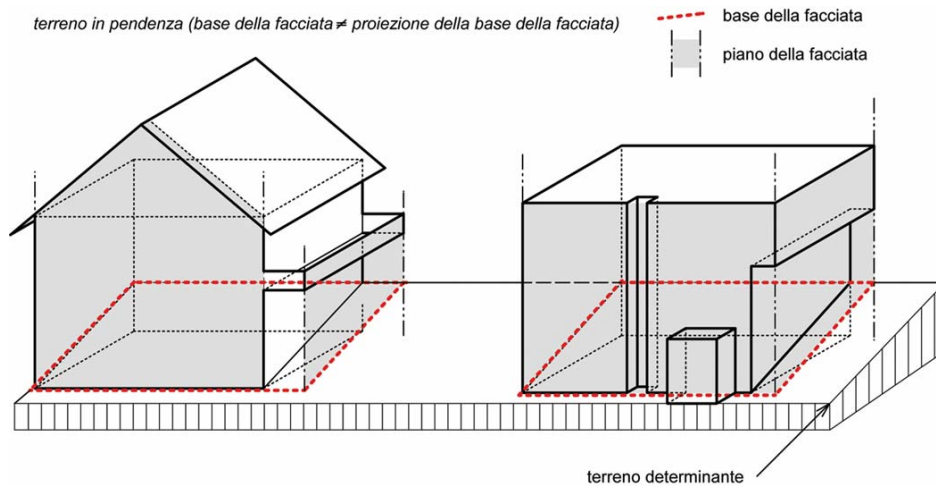 terreno in pendenza (base della facciata ≠ proiezione della base della facciata)
base della facciata
piano della facciata
terreno determinante